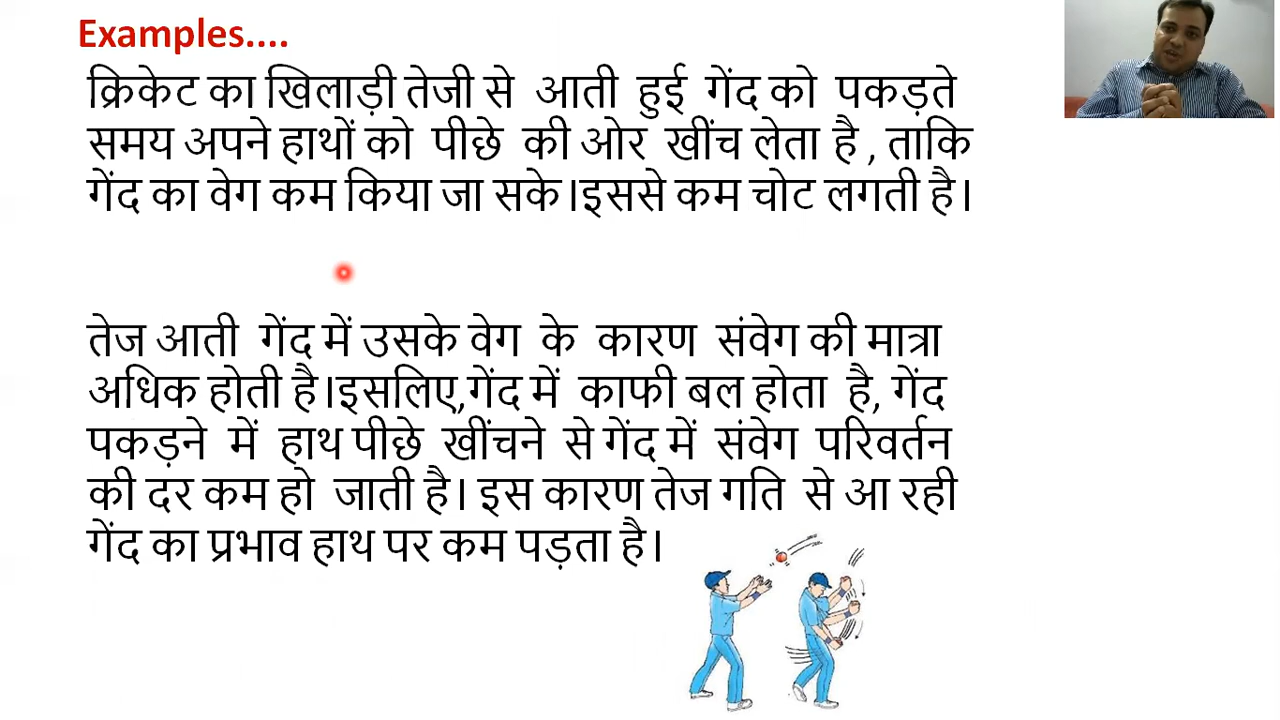 Examples....
क्रिकेट का खिलाड़ी तेजी से आती हुई गेंद को पकड़ते
समय अपने हाथों को पीछे की ओर खींच लेता है , ताकि
गेंद का वेग कम किया जा सके।इससे कम चोट लगती है।
तेज आती गेंद में उसके वेग के कारण संवेग की मात्रा
अधिक होती है।इसलिए,गेंद में काफी बल होता है, गेंद
पकड़ने में हाथ पीछे खींचने से गेंद में संवेग परिवर्तन
की दर कम हो जाती है। इस कारण तेज गति से आ रही
गेंद का प्रभाव हाथ पर कम पड़ता है।